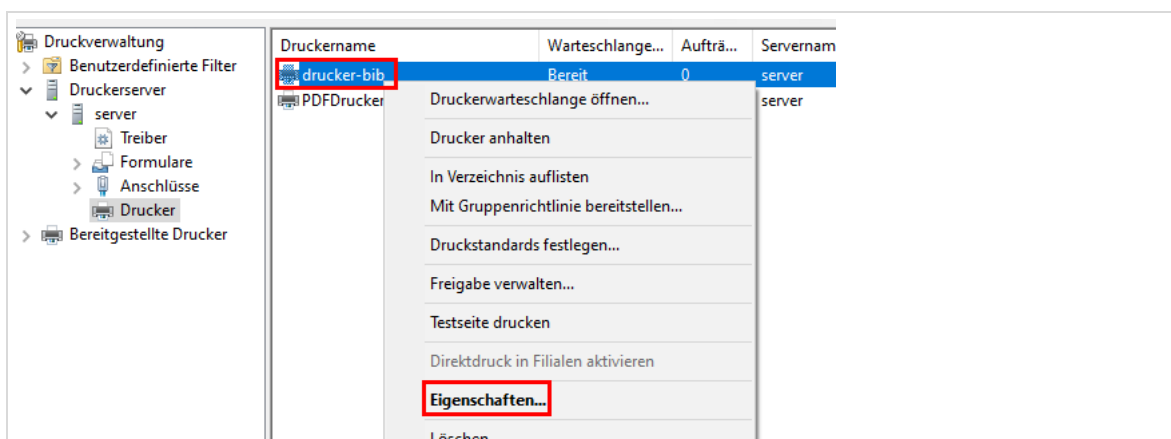 Druckverwaltung
Benutzerdefinierte Filter
Druckerserver
server
Treiber
Formulare
Anschlüsse
Drucker
Bereitgestellte Drucker
Druckername Warteschlange... Aufträ... Servernam
drucker-bib Bereit 0 server
PDFDrucker server
Druckerwarteschlange öffnen...
Drucker anhalten
In Verzeichnis auflisten
Mit Gruppenrichtlinie bereitstellen...
Druckstandards festlegen...
Freigabe verwalten...
Testseite drucken
Direktdruck in Filialen aktivieren
Eigenschaften...
Löschen